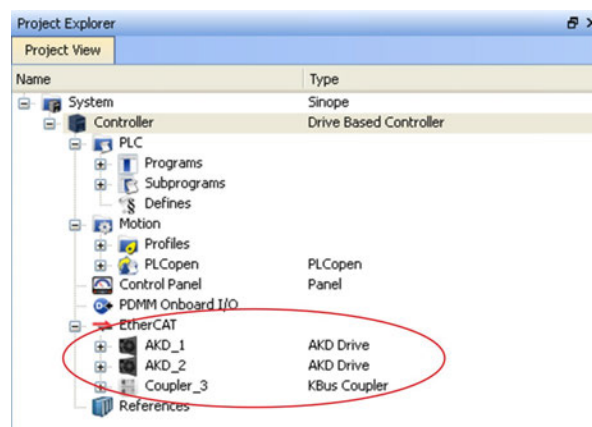 Project Explorer
Project View
Name Type
System Sinope
Controller Drive Based Controller
PLC
Programs
Subprograms
Defines
Motion
Profiles
PLCopen PLCopen
Control Panel Panel
PDMM Onboard I/O
EtherCAT
AKD_1 AKD Drive
AKD_2 AKD Drive
Coupler_3 KBus Coupler
References